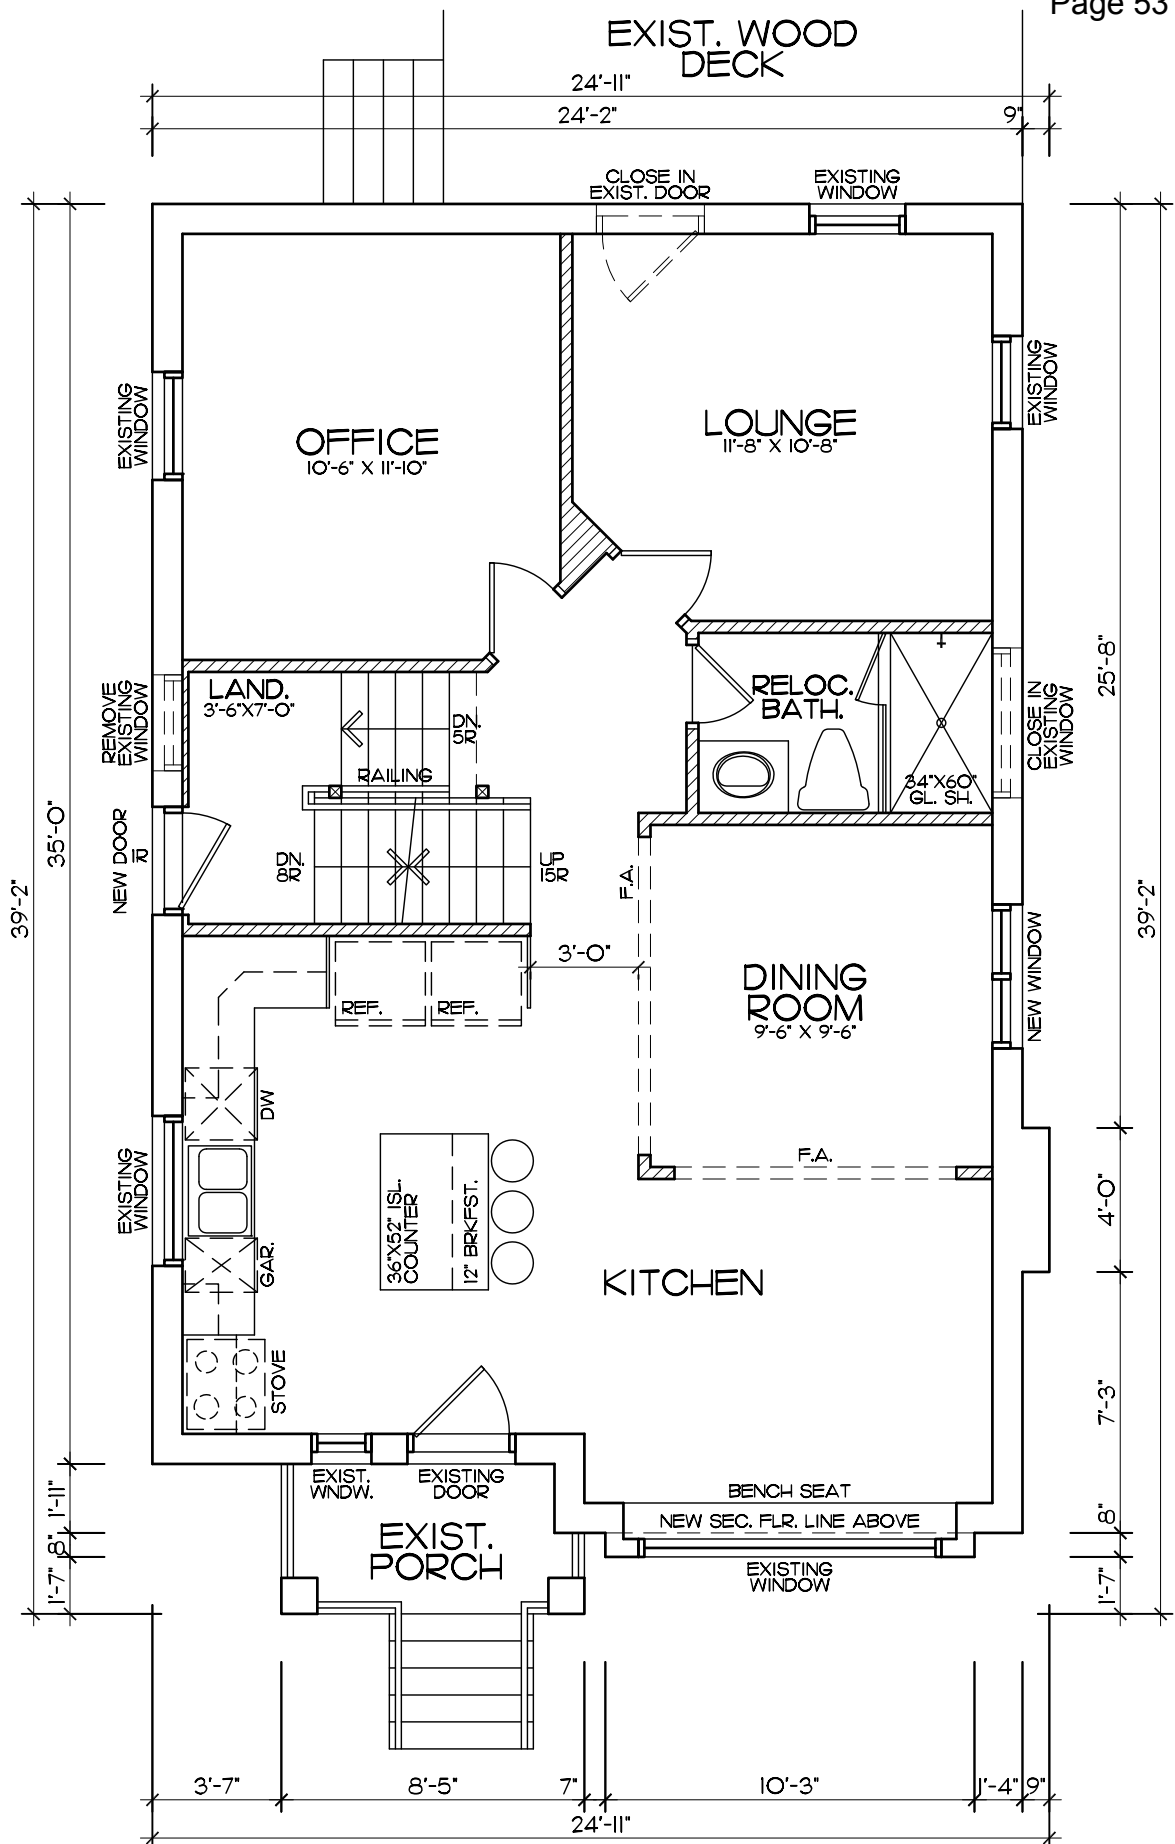 Page 53
EXIST. WOOD
DECK
24'-11"
24'-2"
9"
CLOSE IN
EXIST. DOOR
EXISTING
WINDOW
EXISTING
WINDOW
OFFICE
10'-6" X 11'-10"
LOUNGE
11'-8" X 10'-8"
EXISTING
WINDOW
REMOVE
EXISTING
WINDOW
LAND.
3'-6"X7'-0"
DN.
5R
RAILING
RELOC.
BATH.
34"X60"
GL. SH.
CLOSE IN
EXISTING
WINDOW
25'-8"
NEW DOOR
1R
DN.
8R
UP
15R
F.A.
35'-0"
39'-2"
39'-2"
3'-0"
REF.
REF.
DINING
ROOM
9'-6" X 9'-6"
NEW WINDOW
DW
EXISTING
WINDOW
36"X52" ISL.
COUNTER
12" BRKFST.
F.A.
4'-0"
GAR.
KITCHEN
STOVE
7'-3"
EXIST.
WNDW.
EXISTING
DOOR
BENCH SEAT
NEW SEC. FLR. LINE ABOVE
EXIST.
PORCH
EXISTING
WINDOW
1'-11"
8"
1'-7"
8"
1'-7"
3'-7"
8'-5"
7"
10'-3"
1'-4"
9"
24'-11"